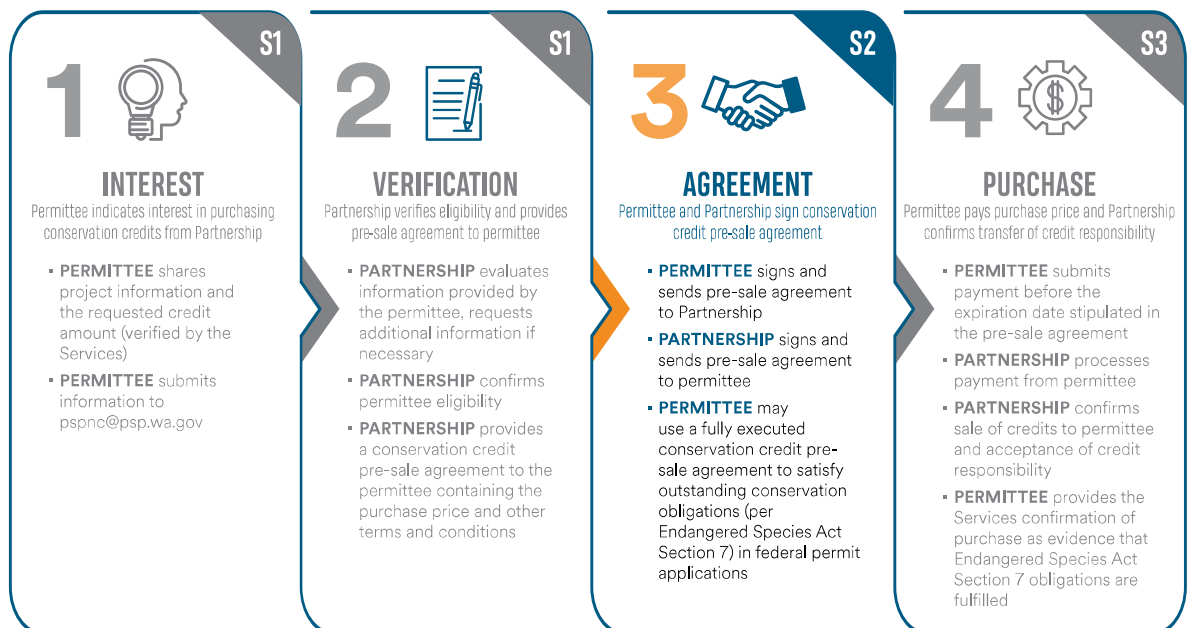 1
S1
INTEREST
Permittee indicates interest in purchasing
conservation credits from Partnership
▪ PERMITTEE shares
project information and
the requested credit
amount (verified by the
Services)
▪ PERMITTEE submits
information to
pspnc@psp.wa.gov
2
S1
VERIFICATION
Partnership verifies eligibility and provides
pre-sale agreement to permittee
▪ PARTNERSHIP evaluates
information provided by
the permittee, requests
additional information if
necessary
▪ PARTNERSHIP confirms
permittee eligibility
▪ PARTNERSHIP provides
a conservation credit
pre-sale agreement to the
permittee containing the
purchase price and other
terms and conditions
3
S2
AGREEMENT
Permittee and Partnership sign conservation
credit pre-sale agreement
▪ PERMITTEE signs and
sends pre-sale agreement
to Partnership
▪ PARTNERSHIP signs and
sends pre-sale agreement
to permittee
▪ PERMITTEE may
use a fully executed
conservation credit pre-
sale agreement to satisfy
outstanding conservation
obligations (per
Endangered Species Act
Section 7) in federal permit
applications
4
$
S3
PURCHASE
Permittee pays purchase price and Partnership
confirms transfer of credit responsibility
▪ PERMITTEE submits
payment before the
expiration date stipulated in
the pre-sale agreement
▪ PARTNERSHIP processes
payment from permittee
▪ PARTNERSHIP confirms
sale of credits to permittee
and acceptance of credit
responsibility
▪ PERMITTEE provides the
Services confirmation of
purchase as evidence that
Endangered Species Act
Section 7 obligations are
fulfilled